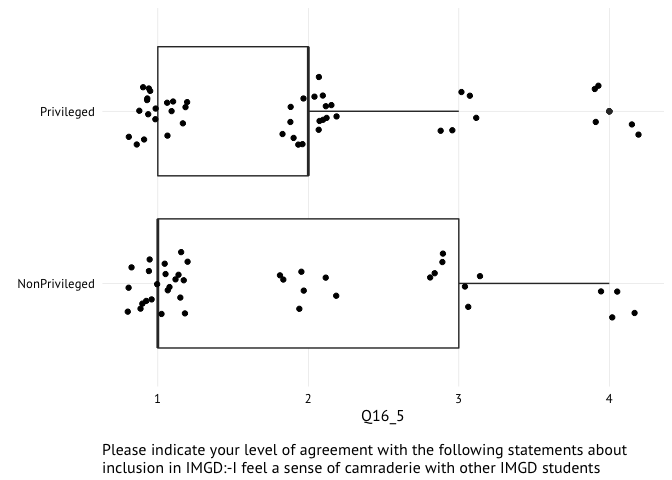 Privileged
NonPrivileged
1 2 3 4
Q16_5
Please indicate your level of agreement with the following statements about
inclusion in IMGD:-I feel a sense of camraderie with other IMGD students